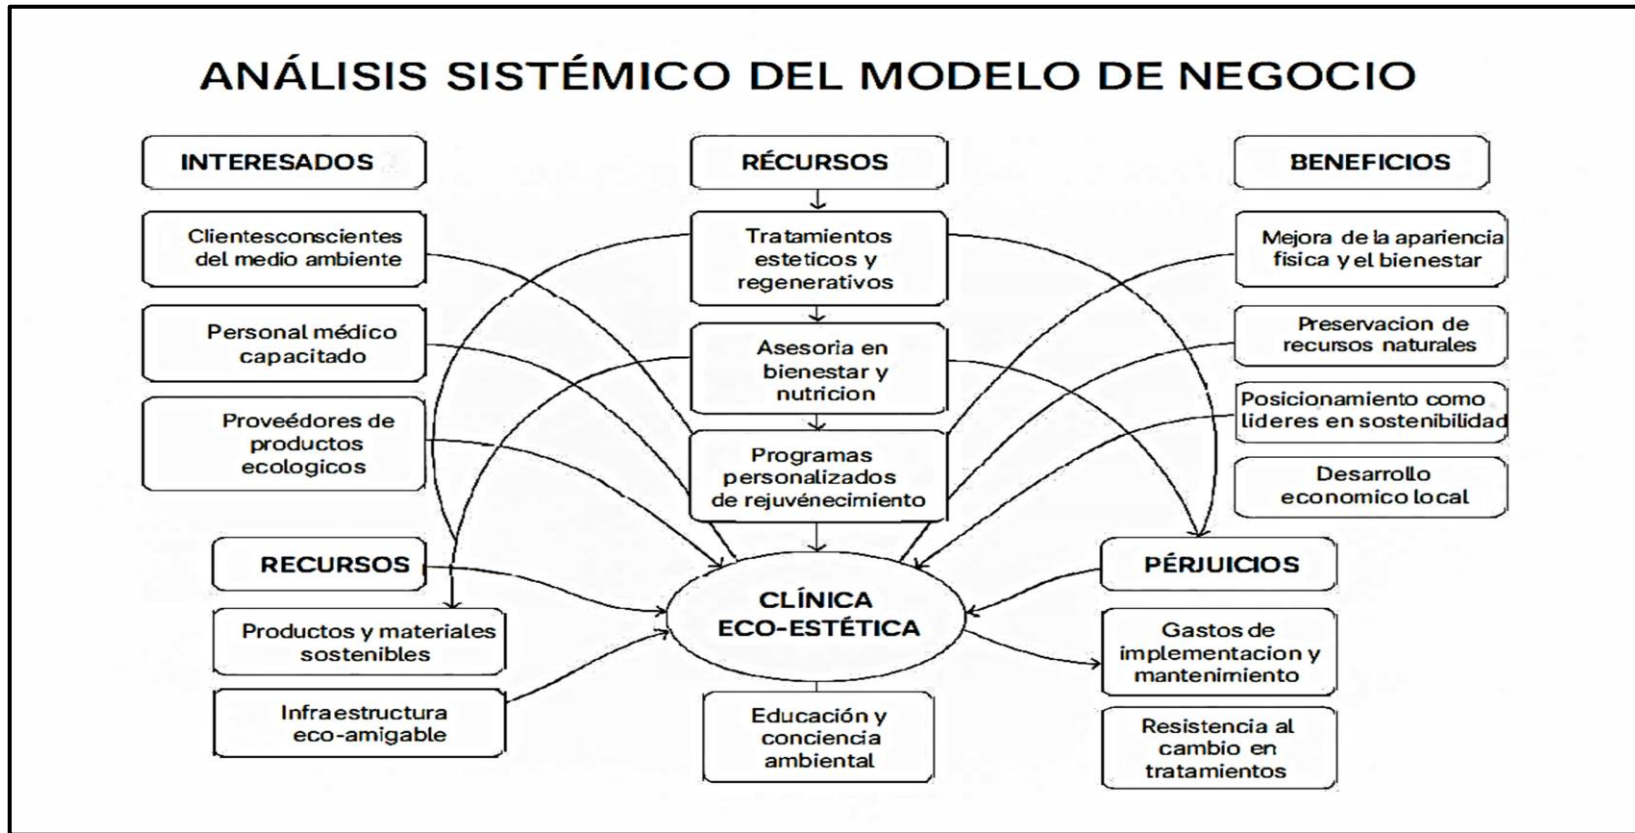 ANÁLISIS SISTÉMICO DEL MODELO DE NEGOCIO
INTERESADOS
Clientesconscientes
del medio ambiente
Personal médico
capacitado
Proveédores de
productos
ecologicos
RECURSOS
Productos y materiales
sostenibles
Infraestructura
eco-amigable
RÉCURSOS
Tratamientos
esteticos y
regenerativos
Asesoria en
bienestar y
nutricion
Programas
personalizados
de rejuvénecimiento
CLÍNICA
ECO-ESTÉTICA
Educación y
conciencia
ambiental
BENEFICIOS
Mejora de la apariencia
fisica y el bienestar
Preservacion de
recursos naturales
Posicionamiento como
lideres en sostenibilidad
Desarrollo
economico local
PÉRJUICIOS
Gastos de
implementacion y
mantenimiento
Resistencia al
cambio en
tratamientos